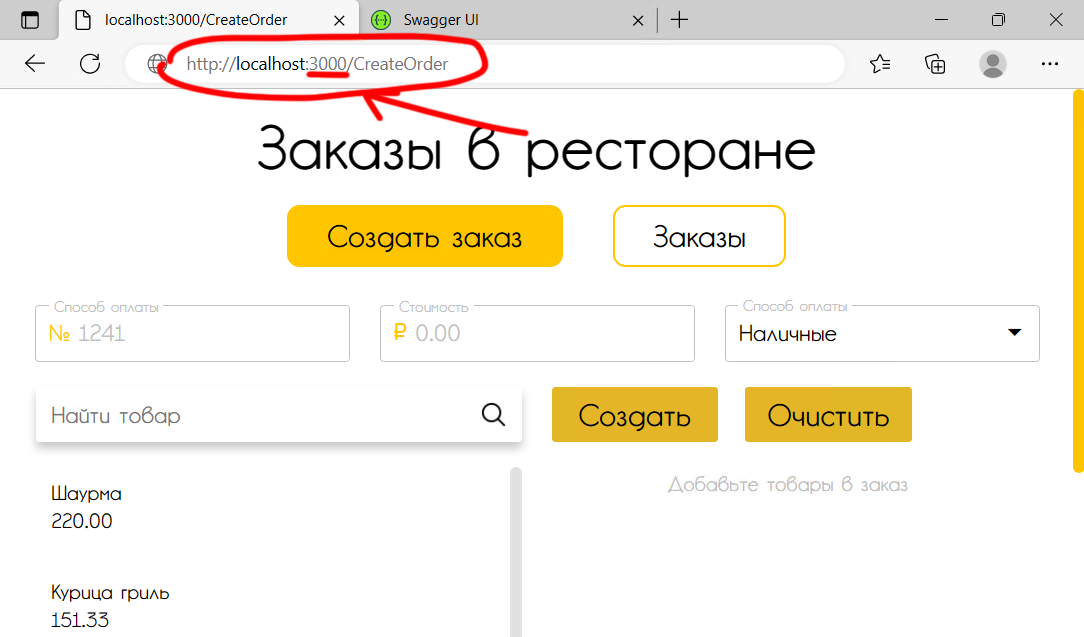 localhost:3000/CreateOrder
Swagger UI
http://localhost:3000/CreateOrder
Заказы в ресторане
Создать заказ
Заказы
Способ оплаты
№ 1241
Стоимость
₽ 0.00
Способ оплаты
Наличные
Найти товар
Создать
Очистить
Добавьте товары в заказ
Шаурма
220.00
Курица гриль
151.33